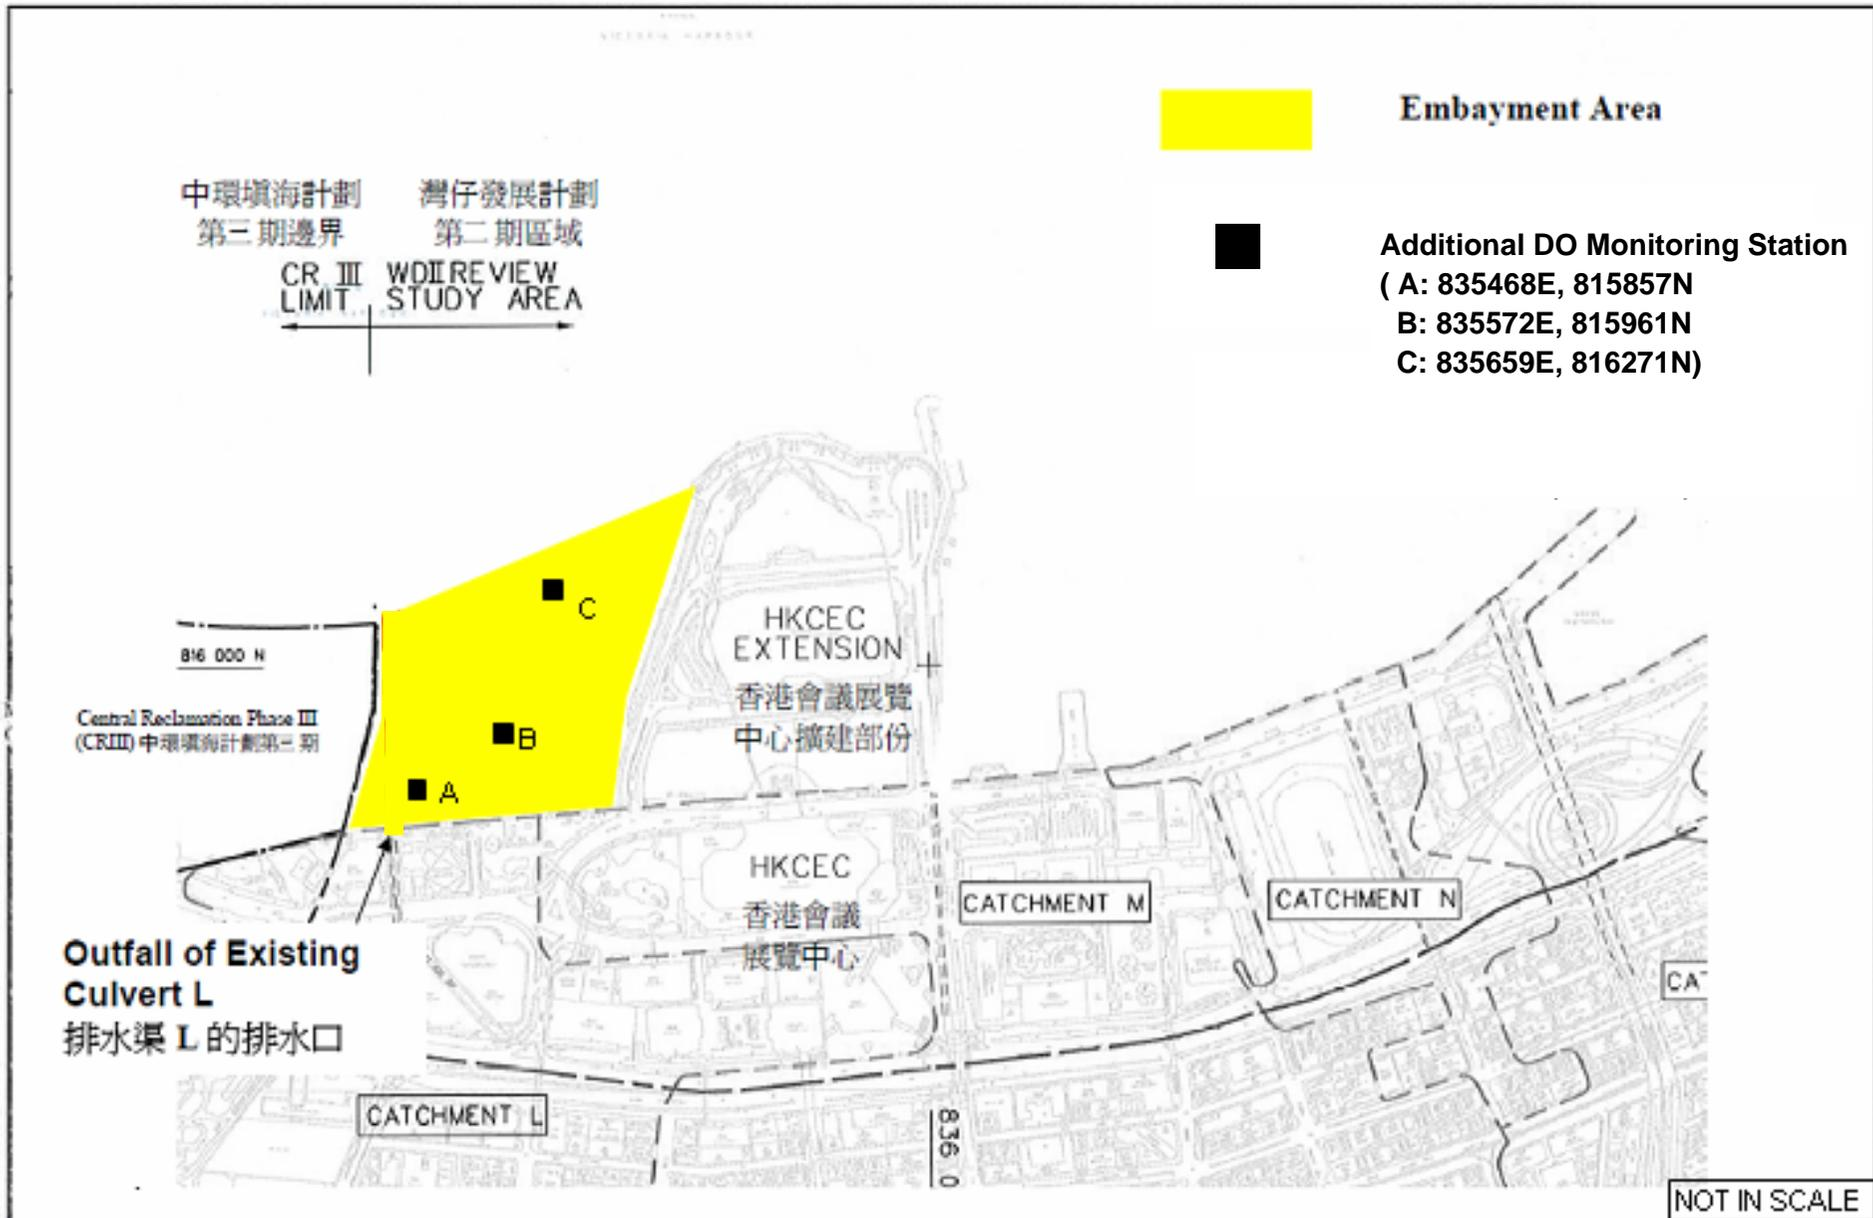 VICTORIA HARBOUR
Embayment Area
中環填海計劃
第三期邊界
灣仔發展計劃
第二期區域
CR III
LIMIT
WDII REVIEW
STUDY AREA
Additional DO Monitoring Station
( A: 835468E, 815857N
B: 835572E, 815961N
C: 835659E, 816271N)
C
HKCEC
EXTENSION
香港會議展覽
中心擴建部份
816 000 N
Central Reclamation Phase III
(CRIII) 中環填海計劃第三期
B
A
HKCEC
香港會議
展覽中心
CATCHMENT M
CATCHMENT N
Outfall of Existing
Culvert L
排水渠 L 的排水口
CAT
CATCHMENT L
836 0
NOT IN SCALE